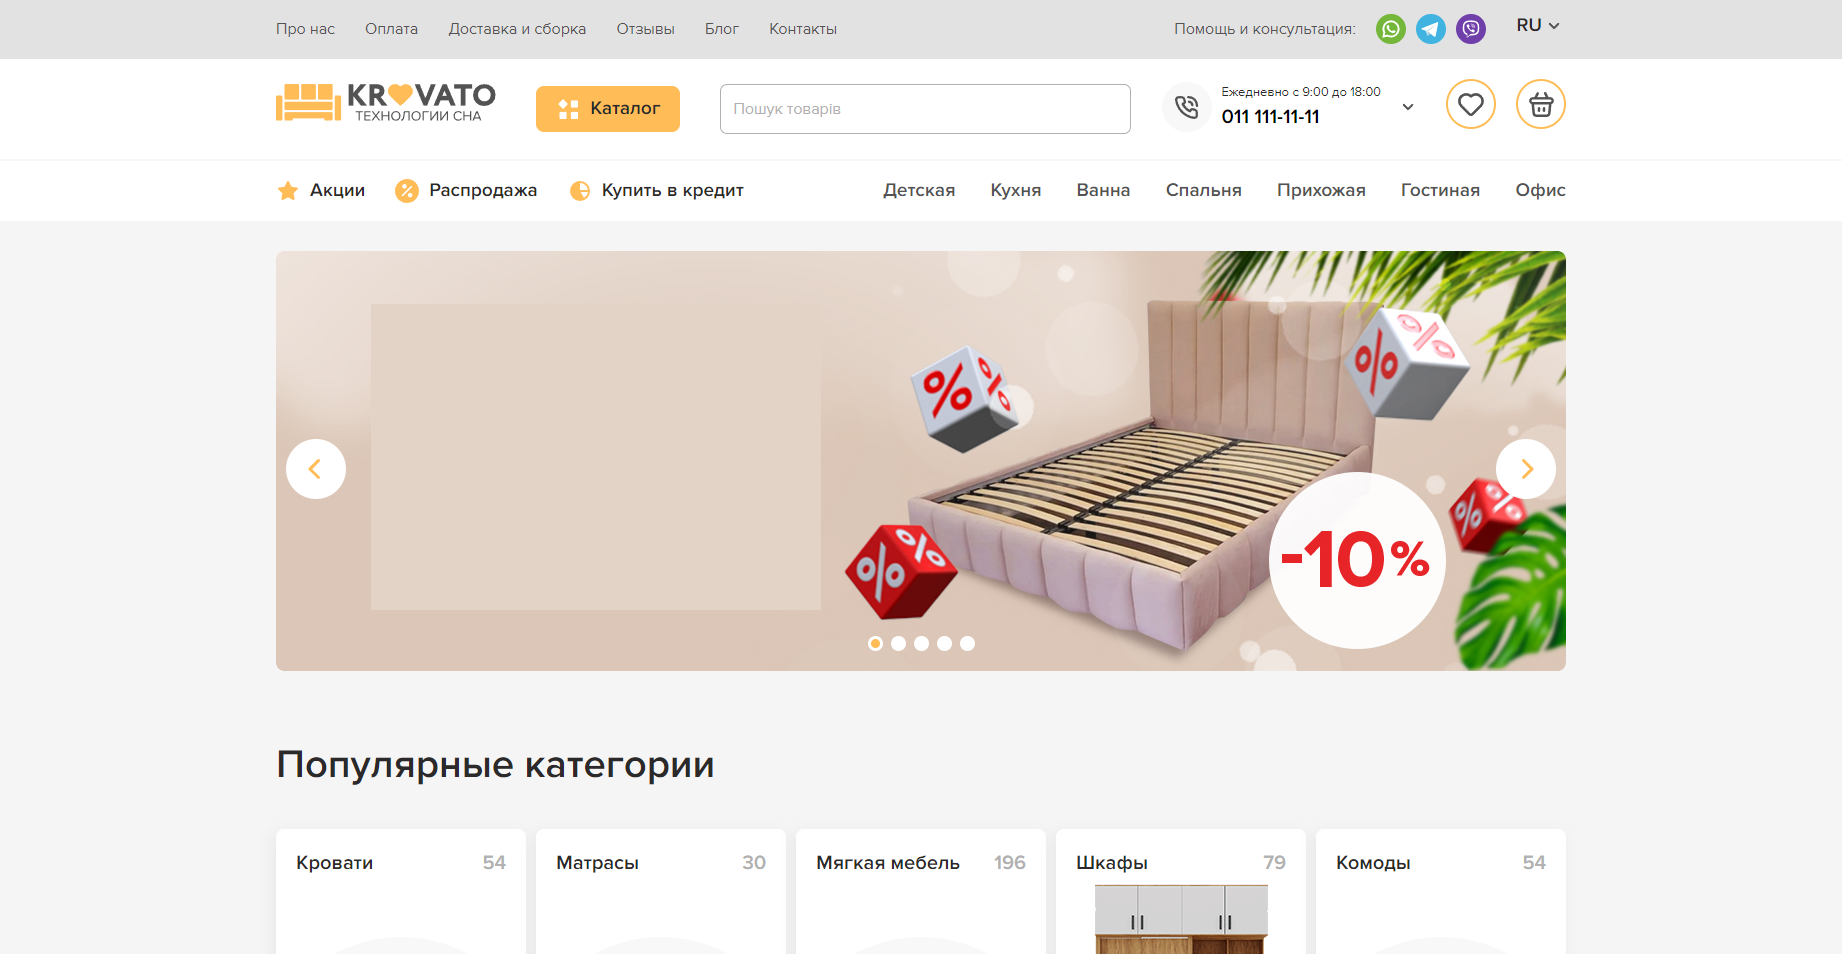 Про нас Оплата Доставка и сборка Отзывы Блог Контакты Помощь и консультация: RU
KROVATO
ТЕХНОЛОГИИ СНА
Каталог
Пошук товарів
Ежедневно с 9:00 до 18:00
011 111-11-11
Акции Распродажа Купить в кредит Детская Кухня Ванна Спальня Прихожая Гостиная Офис
%
%
%
%
%
%
%
%
-10%
Популярные категории
Кровати 54 Матрасы 30 Мягкая мебель 196 Шкафы 79 Комоды 54